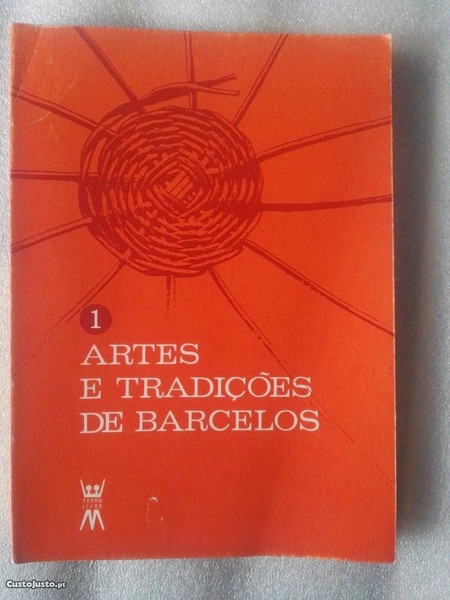 1
ARTES
E TRADIÇÕES
DE BARCELOS
TERRA
LIVRE
CustoJusto.pt